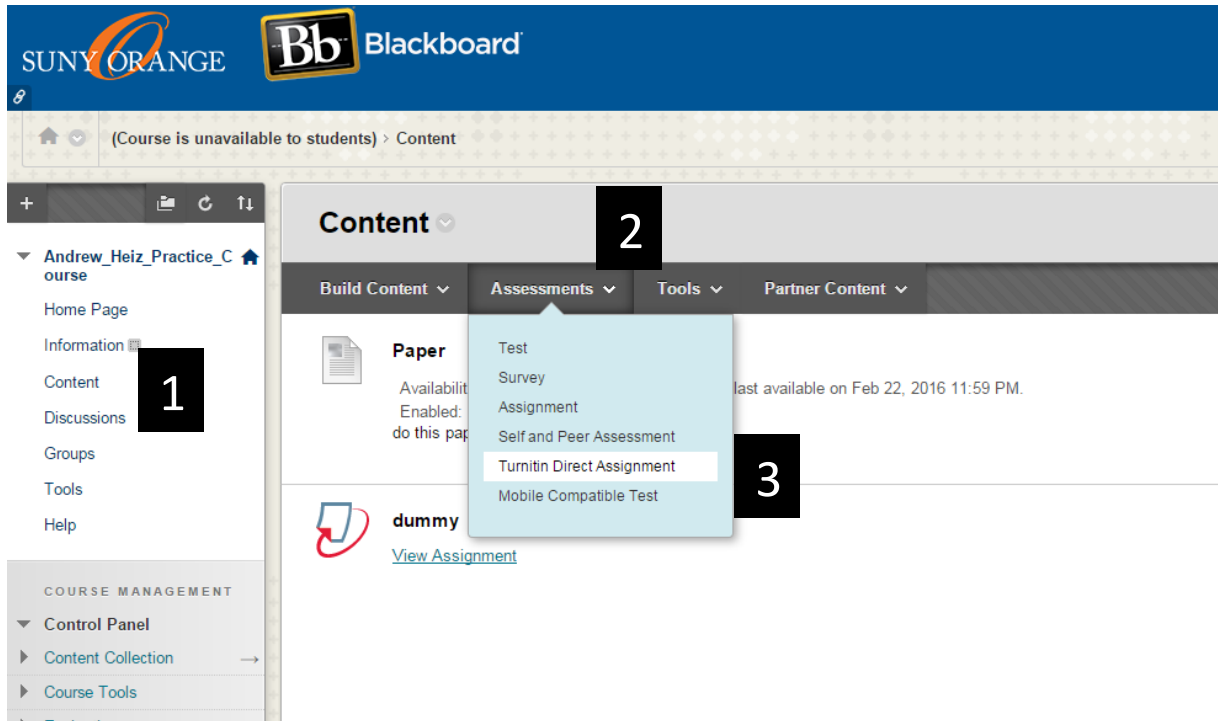 SUNY ORANGE
Bb Blackboard
(Course is unavailable to students) > Content
+
Andrew_Heiz_Practice_C
ourse
Home Page
Information
Content
Discussions
Groups
Tools
Help
1
COURSE MANAGEMENT
Control Panel
Content Collection →
Course Tools
Content
2
Build Content Assessments Tools Partner Content
Test
Survey
Assignment
Self and Peer Assessment
Turnitin Direct Assignment
Mobile Compatible Test
3
Paper
last available on Feb 22, 2016 11:59 PM.
Enabled:
do this
dummy
View Assignment